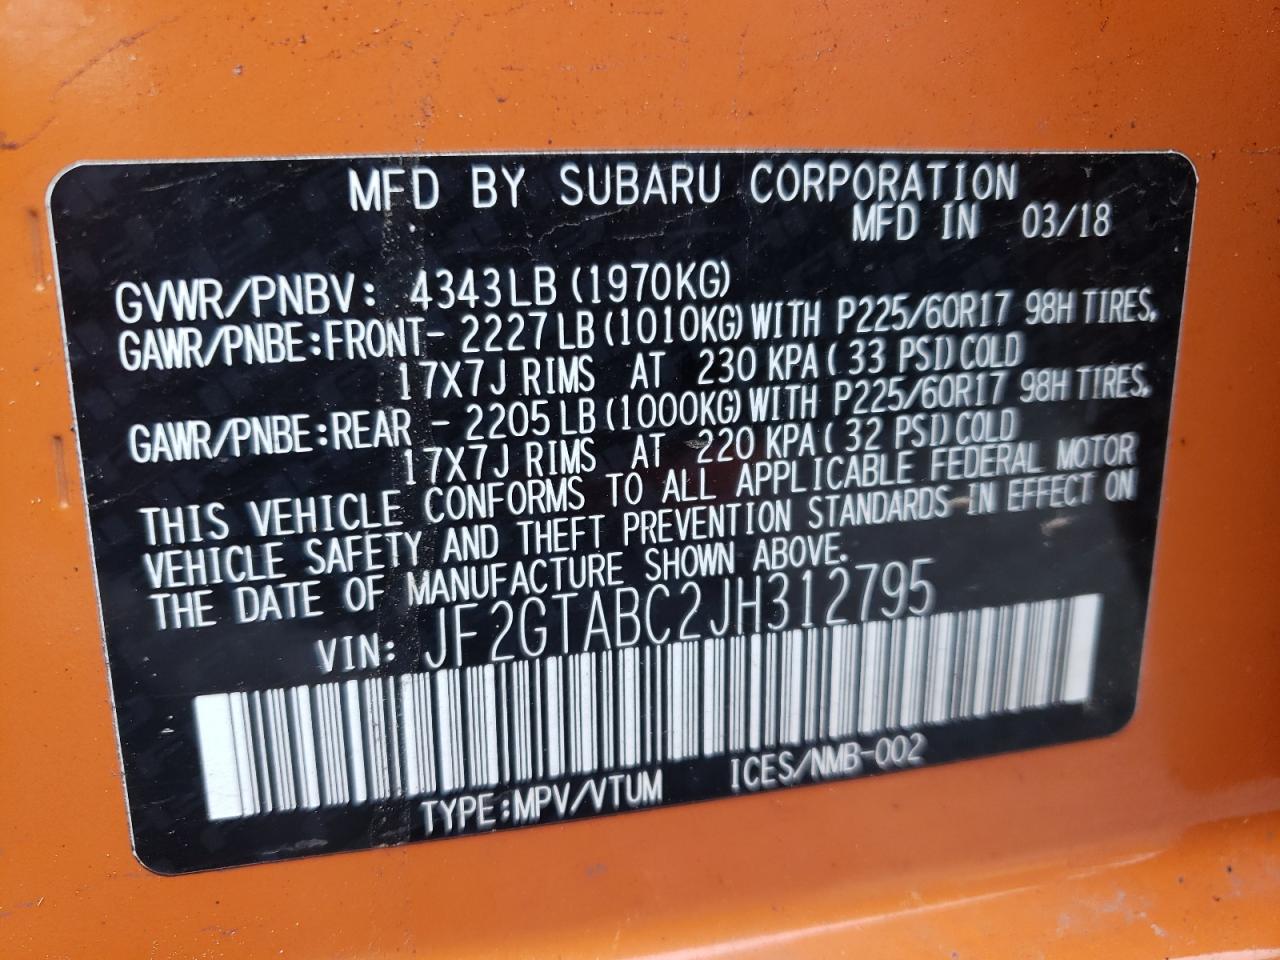 MFD BY SUBARU CORPORATION
MFD IN 03/18
GVWR/PNBV: 4343LB (1970KG)
GAWR/PNBE:FRONT- 2227LB (1010KG) WITH P225/60R17 98H TIRES,
17X7J RIMS AT 230 KPA ( 33 PSI) COLD
GAWR/PNBE:REAR - 2205LB (1000KG) WITH P225/60R17 98H TIRES,
17X7J RIMS AT 220 KPA ( 32 PSI) COLD
THIS VEHICLE CONFORMS TO ALL APPLICABLE FEDERAL MOTOR
VEHICLE SAFETY AND THEFT PREVENTION STANDARDS IN EFFECT ON
THE DATE OF MANUFACTURE SHOWN ABOVE.
VIN: JF2GTABC2JH312795
TYPE:MPV/VTUM ICES/NMB-002